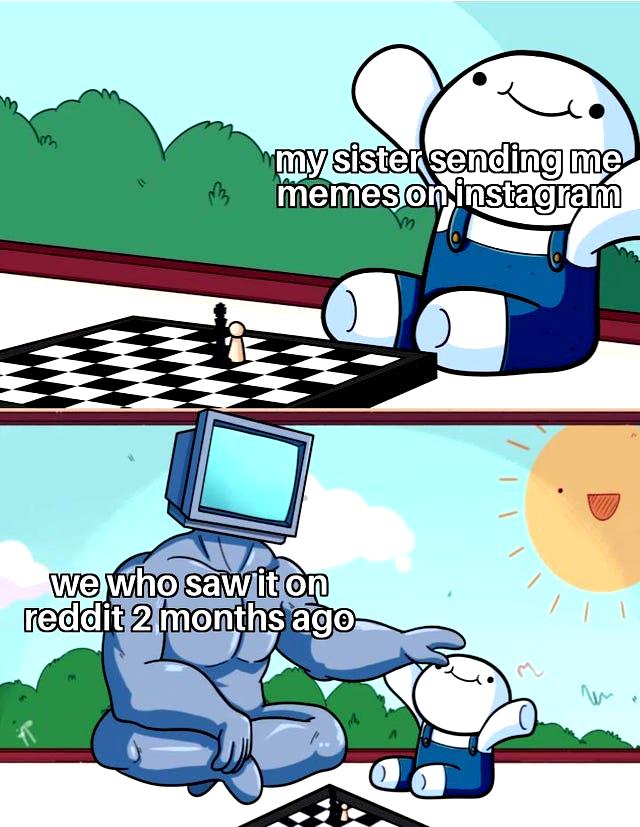 my sister sending me
memes on instagram
we who saw it on
reddit 2 months ago